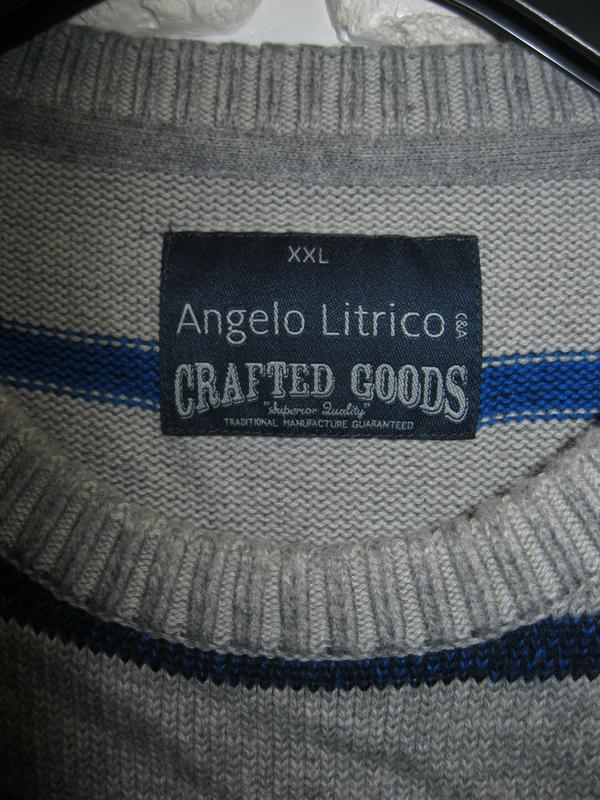 XXL
Angelo Litrico C&A
CRAFTED GOODS
"Superior Quality"
TRADITIONAL MANUFACTURE GUARANTEED